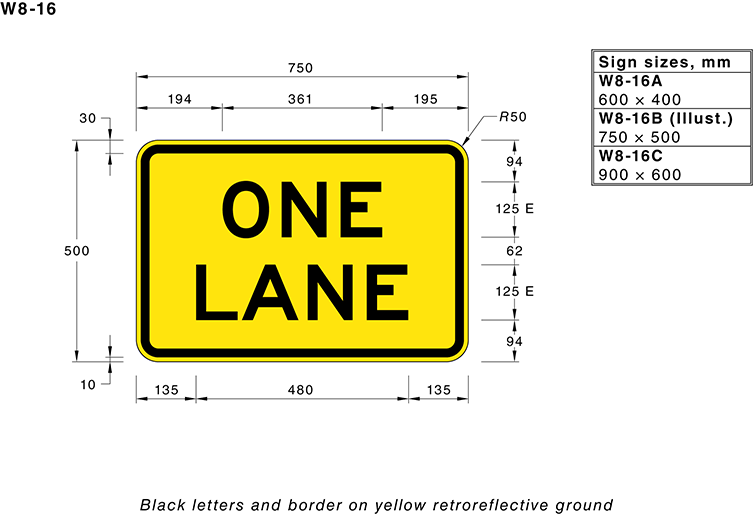 W8-16
750
194 361 195
30
R50
94
125 E
500
62
125 E
94
10
135 480 135
ONE
LANE
Sign sizes, mm
W8-16A
600 × 400
W8-16B (Illust.)
750 × 500
W8-16C
900 × 600
Black letters and border on yellow retroreflective ground